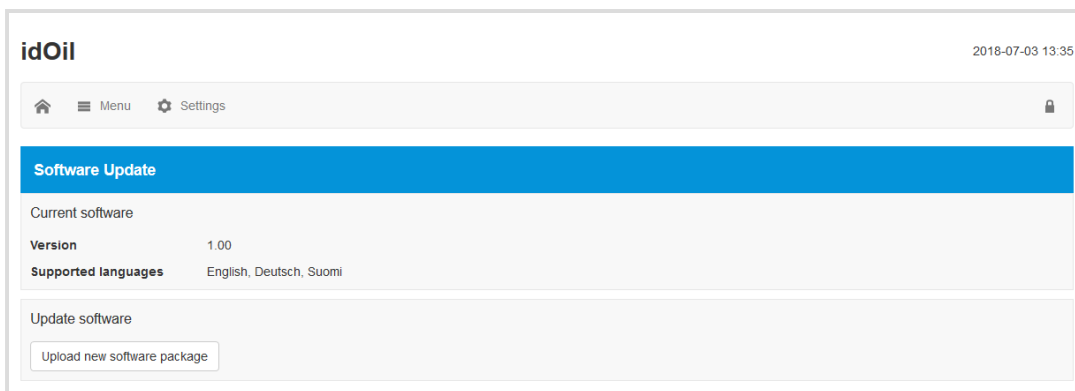 idOil
2018-07-03 13:35
Menu Settings
Software Update
Current software
Version 1.00
Supported languages English, Deutsch, Suomi
Update software
Upload new software package